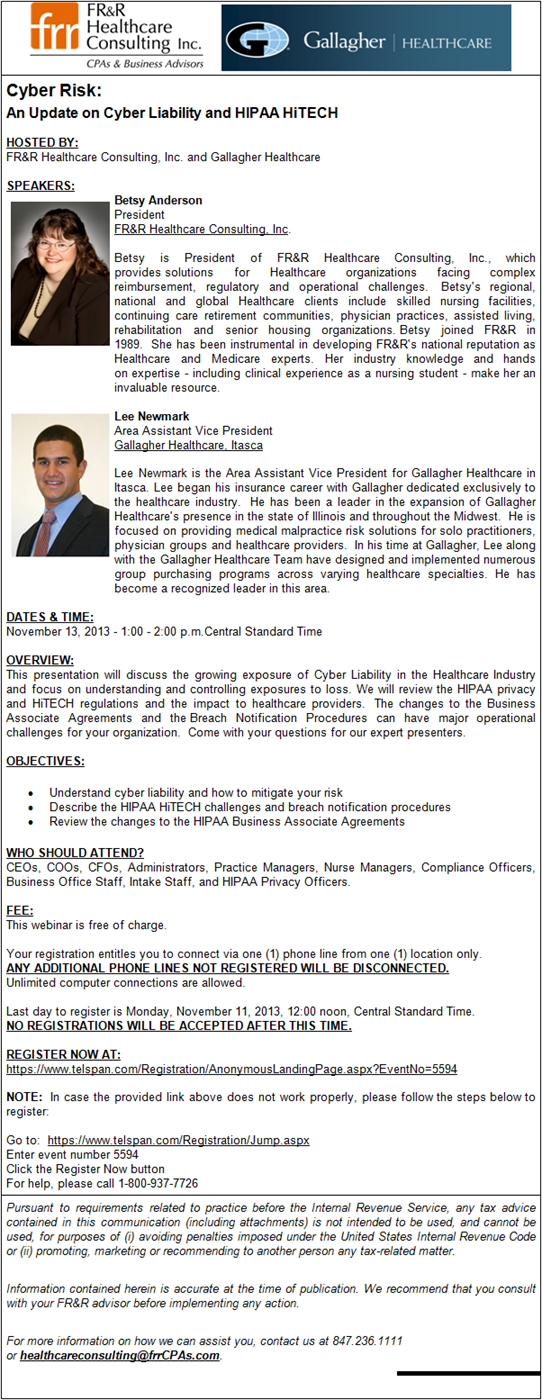 FR&R
Healthcare
Consulting Inc.
frr
CPAs & Business Advisors
G Gallagher | HEALTHCARE
Cyber Risk:
An Update on Cyber Liability and HIPAA HiTECH
HOSTED BY:
FR&R Healthcare Consulting, Inc. and Gallagher Healthcare
SPEAKERS:
Betsy Anderson
President
FR&R Healthcare Consulting, Inc.
Betsy is President of FR&R Healthcare Consulting, Inc., which
provides solutions for Healthcare organizations facing complex
reimbursement, regulatory and operational challenges. Betsy's regional,
national and global Healthcare clients include skilled nursing facilities,
continuing care retirement communities, physician practices, assisted living,
rehabilitation and senior housing organizations. Betsy joined FR&R in
1989. She has been instrumental in developing FR&R's national reputation as
Healthcare and Medicare experts. Her industry knowledge and hands
on expertise - including clinical experience as a nursing student - make her an
invaluable resource.
Lee Newmark
Area Assistant Vice President
Gallagher Healthcare, Itasca
Lee Newmark is the Area Assistant Vice President for Gallagher Healthcare in
Itasca. Lee began his insurance career with Gallagher dedicated exclusively to
the healthcare industry. He has been a leader in the expansion of Gallagher
Healthcare's presence in the state of Illinois and throughout the Midwest. He is
focused on providing medical malpractice risk solutions for solo practitioners,
physician groups and healthcare providers. In his time at Gallagher, Lee along
with the Gallagher Healthcare Team have designed and implemented numerous
group purchasing programs across varying healthcare specialties. He has
become a recognized leader in this area.
DATES & TIME:
November 13, 2013 - 1:00 - 2:00 p.m.Central Standard Time
OVERVIEW:
This presentation will discuss the growing exposure of Cyber Liability in the Healthcare Industry
and focus on understanding and controlling exposures to loss. We will review the HIPAA privacy
and HiTECH regulations and the impact to healthcare providers. The changes to the Business
Associate Agreements and the Breach Notification Procedures can have major operational
challenges for your organization. Come with your questions for our expert presenters.
OBJECTIVES:
• Understand cyber liability and how to mitigate your risk
• Describe the HIPAA HiTECH challenges and breach notification procedures
• Review the changes to the HIPAA Business Associate Agreements
WHO SHOULD ATTEND?
CEOs, COOs, CFOs, Administrators, Practice Managers, Nurse Managers, Compliance Officers,
Business Office Staff, Intake Staff, and HIPAA Privacy Officers.
FEE:
This webinar is free of charge.
Your registration entitles you to connect via one (1) phone line from one (1) location only.
ANY ADDITIONAL PHONE LINES NOT REGISTERED WILL BE DISCONNECTED.
Unlimited computer connections are allowed.
Last day to register is Monday, November 11, 2013, 12:00 noon, Central Standard Time.
NO REGISTRATIONS WILL BE ACCEPTED AFTER THIS TIME.
REGISTER NOW AT:
https://www.telspan.com/Registration/AnonymousLandingPage.aspx?EventNo=5594
NOTE: In case the provided link above does not work properly, please follow the steps below to
register:
Go to: https://www.telspan.com/Registration/Jump.aspx
Enter event number 5594
Click the Register Now button
For help, please call 1-800-937-7726
Pursuant to requirements related to practice before the Internal Revenue Service, any tax advice
contained in this communication (including attachments) is not intended to be used, and cannot be
used, for purposes of (i) avoiding penalties imposed under the United States Internal Revenue Code
or (ii) promoting, marketing or recommending to another person any tax-related matter.
Information contained herein is accurate at the time of publication. We recommend that you consult
with your FR&R advisor before implementing any action.
For more information on how we can assist you, contact us at 847.236.1111
or healthcareconsulting@frrCPAs.com.